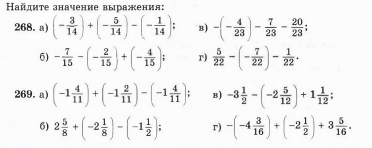 Найдите значение выражения:
268. а) (−3/14) + (−5/14) − (−1/14); в) −(−4/23) − 7/23 − 20/23;
б) −7/15 − (−2/15) + (−4/15); г) 5/22 − (−7/22) − 1/22.
269. а) (−1 4/11) + (−1 2/11) − (−1 4/11); в) −3 1/2 − (−2 5/12) + 1 1/12;
б) 2 5/8 + (−2 1/8) − (−1 1/2); г) −(−4 3/16) + (−2 1/2) + 3 5/16.